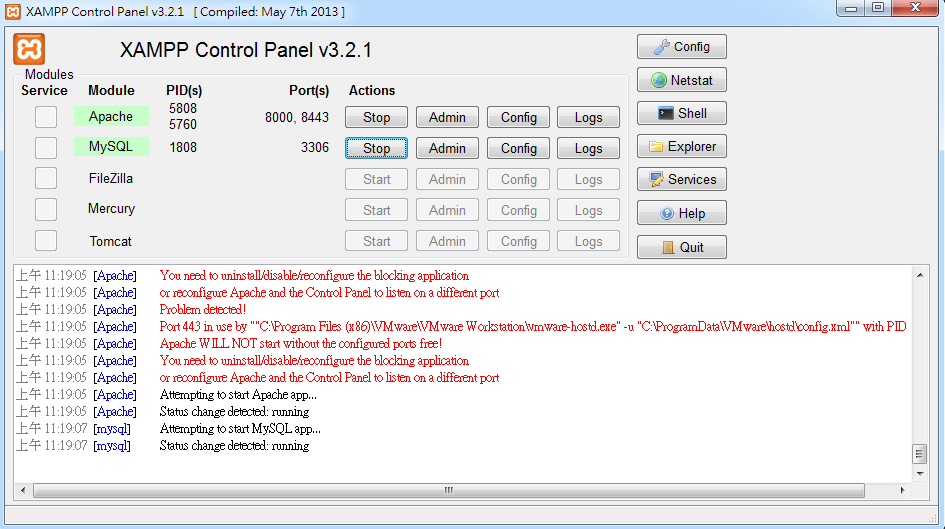 XAMPP Control Panel v3.2.1 [ Compiled: May 7th 2013 ]
XAMPP Control Panel v3.2.1
Config
Modules
Service Module PID(s) Port(s) Actions
Netstat
Apache 5808 5760 8000, 8443 Stop Admin Config Logs
Shell
MySQL 1808 3306 Stop Admin Config Logs
Explorer
FileZilla Start Admin Config Logs
Services
Mercury Start Admin Config Logs
Help
Tomcat Start Admin Config Logs
Quit
上午 11:19:05 [Apache] You need to uninstall/disable/reconfigure the blocking application
上午 11:19:05 [Apache] or reconfigure Apache and the Control Panel to listen on a different port
上午 11:19:05 [Apache] Problem detected!
上午 11:19:05 [Apache] Port 443 in use by ""C:\Program Files (x86)\VMware\VMware Workstation\vmware-hostd.exe" -u "C:\ProgramData\VMware\hostd\config.xml"" with PID
上午 11:19:05 [Apache] Apache WILL NOT start without the configured ports free!
上午 11:19:05 [Apache] You need to uninstall/disable/reconfigure the blocking application
上午 11:19:05 [Apache] or reconfigure Apache and the Control Panel to listen on a different port
上午 11:19:05 [Apache] Attempting to start Apache app...
上午 11:19:05 [Apache] Status change detected: running
上午 11:19:07 [mysql] Attempting to start MySQL app...
上午 11:19:07 [mysql] Status change detected: running